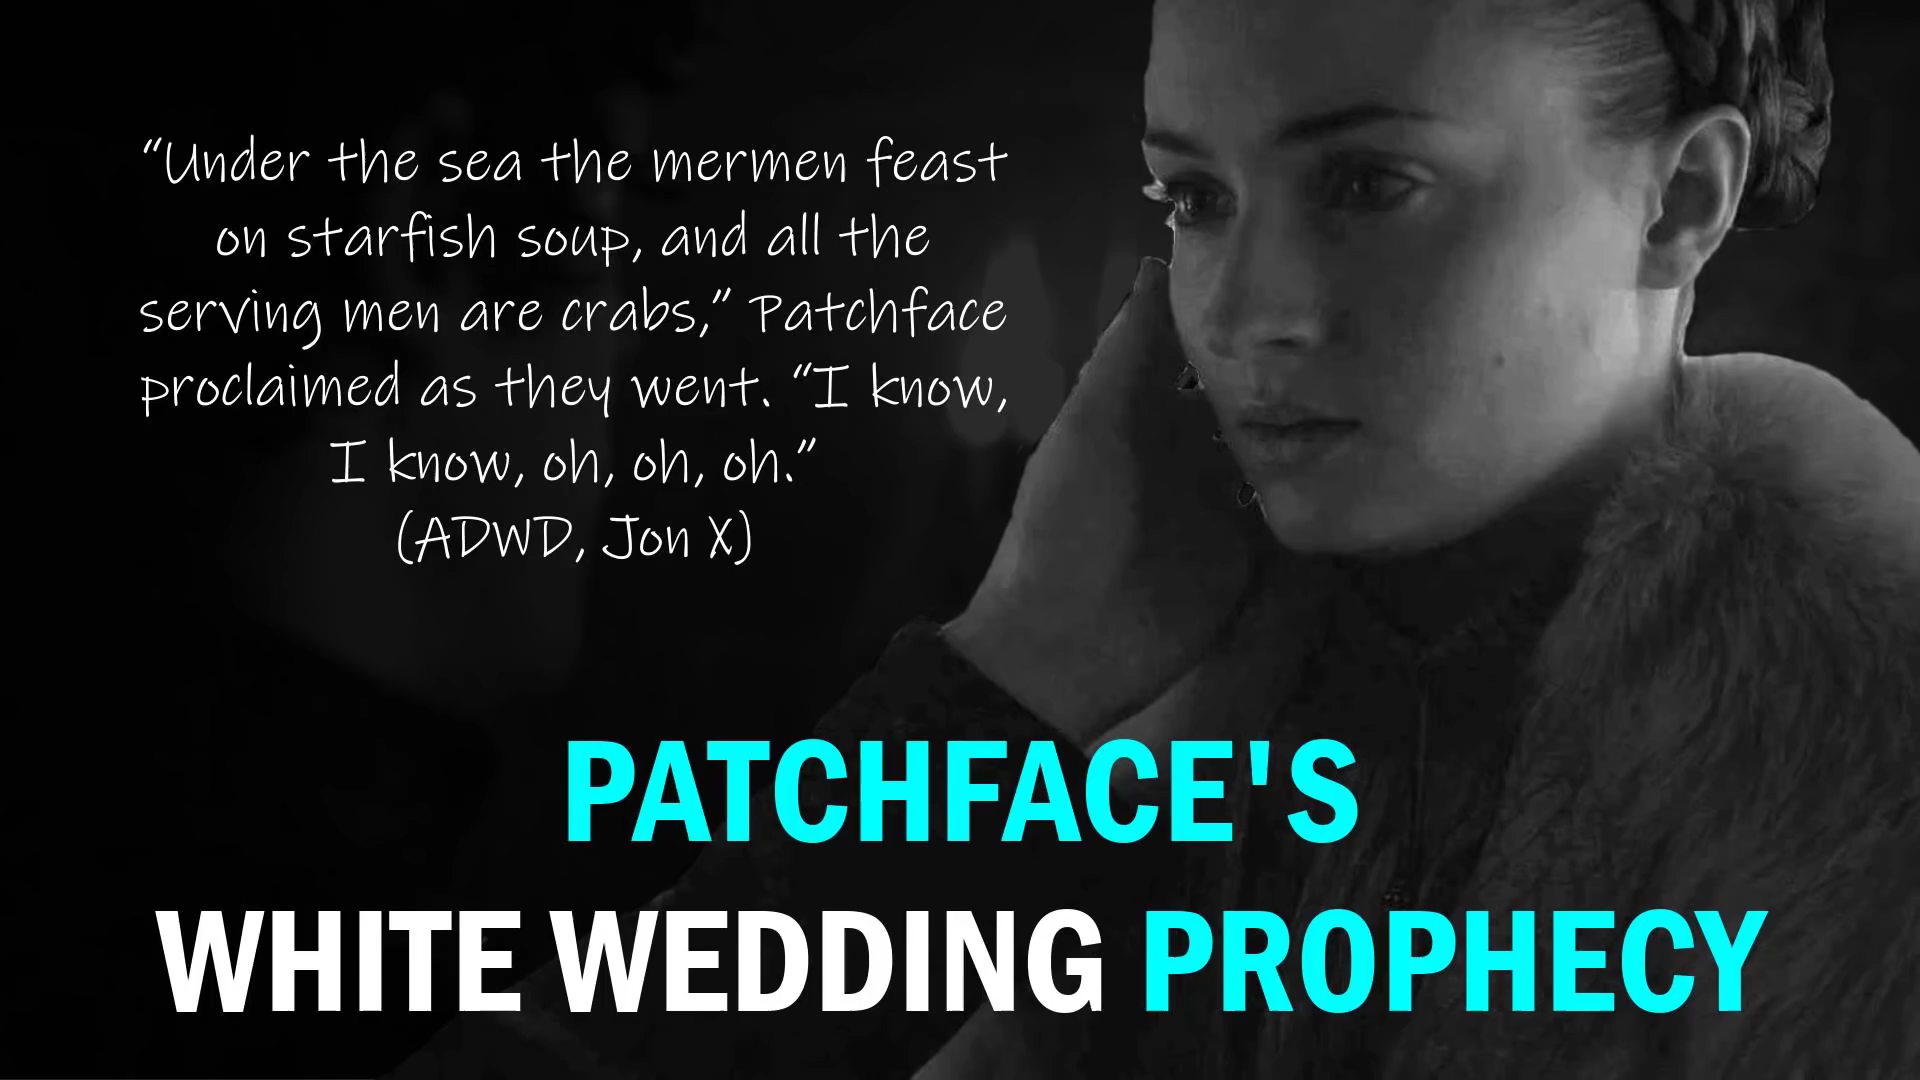 “Under the sea the mermen feast
on starfish soup, and all the
serving men are crabs,” Patchface
proclaimed as they went. “I know,
I know, oh, oh, oh.”
(ADWD, Jon X)
PATCHFACE'S
WHITE WEDDING PROPHECY